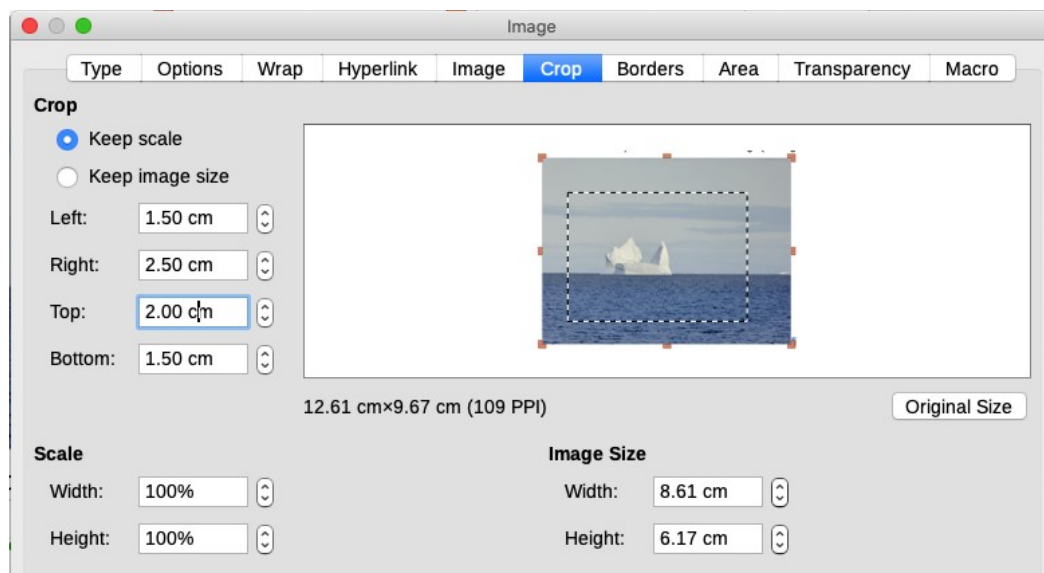 Image
Type Options Wrap Hyperlink Image Crop Borders Area Transparency Macro
Crop
Keep scale
Keep image size
Left: 1.50 cm
Right: 2.50 cm
Top: 2.00 cm
Bottom: 1.50 cm
12.61 cm×9.67 cm (109 PPI)
Original Size
Scale
Image Size
Width: 100%
Width: 8.61 cm
Height: 100%
Height: 6.17 cm